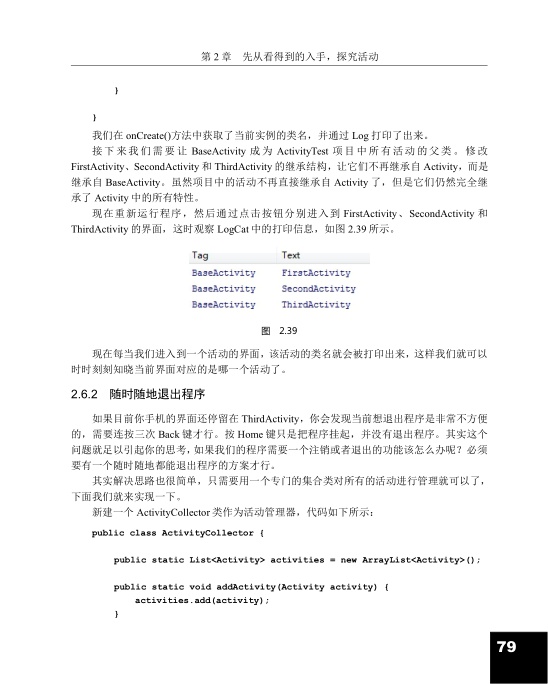 第 2 章 先从看得到的入手，探究活动
}
}
我们在 onCreate()方法中获取了当前实例的类名，并通过 Log 打印了出来。
接下来我们需要让 BaseActivity 成为 ActivityTest 项目中所有活动的父类。修改
FirstActivity、SecondActivity 和 ThirdActivity 的继承结构，让它们不再继承自 Activity，而是
继承自 BaseActivity。虽然项目中的活动不再直接继承自 Activity 了，但是它们仍然完全继
承了 Activity 中的所有特性。
现在重新运行程序，然后通过点击按钮分别进入到 FirstActivity、SecondActivity 和
ThirdActivity 的界面，这时观察 LogCat 中的打印信息，如图 2.39 所示。
Tag Text
BaseActivity FirstActivity
BaseActivity SecondActivity
BaseActivity ThirdActivity
图 2.39
现在每当我们进入到一个活动的界面，该活动的类名就会被打印出来，这样我们就可以
时时刻刻知晓当前界面对应的是哪一个活动了。
2.6.2 随时随地退出程序
如果目前你手机的界面还停留在 ThirdActivity，你会发现当前想退出程序是非常不方便
的，需要连按三次 Back 键才行。按 Home 键只是把程序挂起，并没有退出程序。其实这个
问题就足以引起你的思考，如果我们的程序需要一个注销或者退出的功能该怎么办呢？必须
要有一个随时随地都能退出程序的方案才行。
其实解决思路也很简单，只需要用一个专门的集合类对所有的活动进行管理就可以了，
下面我们就来实现一下。
新建一个 ActivityCollector 类作为活动管理器，代码如下所示：
public class ActivityCollector {
public static List<Activity> activities = new ArrayList<Activity>();
public static void addActivity(Activity activity) {
activities.add(activity);
}
79